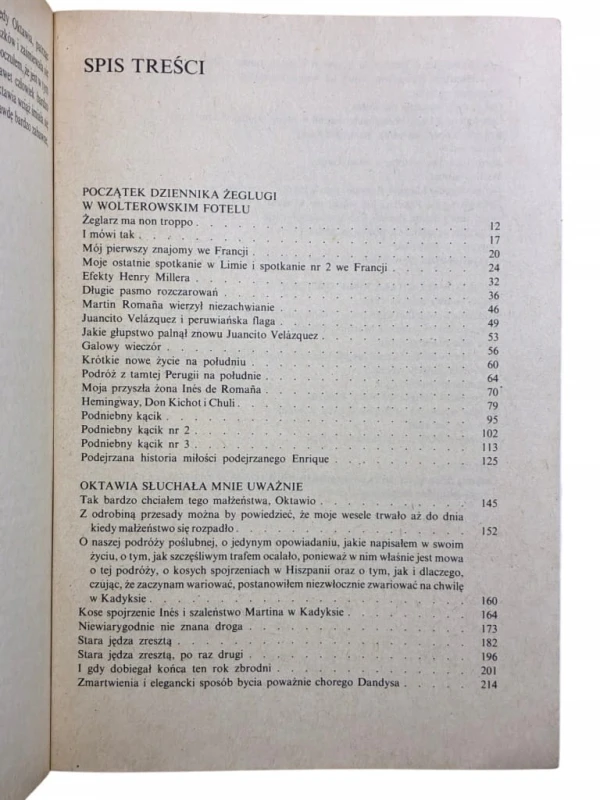 edy Oktawia,
SPIS TREŚCI
POCZĄTEK DZIENNIKA ŻEGLUGI
W WOLTEROWSKIM FOTELU
Żeglarz ma non troppo . 12
I mówi tak . 17
Mój pierwszy znajomy we Francji . 20
Moje ostatnie spotkanie w Limie i spotkanie nr 2 we Francji . 24
Efekty Henry Millera . 32
Długie pasmo rozczarowań . 36
Martin Romaña wierzył niezachwianie . 46
Juancito Velázquez i peruwiańska flaga . 49
Jakie głupstwo palnął znowu Juancito Velázquez . 53
Galowy wieczór . 56
Krótkie nowe życie na południu . 60
Podróż z tamtej Perugii na południe . 64
Moja przyszła żona Inés de Romaña . 70
Hemingway, Don Kichot i Chuli . 79
Podniebny kącik . 95
Podniebny kącik nr 2 . 102
Podniebny kącik nr 3 . 113
Podejrzana historia miłości podejrzanego Enrique . 125
OKTAWIA SŁUCHAŁA MNIE UWAŻNIE
Tak bardzo chciałem tego małżeństwa, Oktawio . 145
Z odrobiną przesady można by powiedzieć, że moje wesele trwało aż do dnia
kiedy małżeństwo się rozpadło . 152
O naszej podróży poślubnej, o jedynym opowiadaniu, jakie napisałem w swoim
życiu, o tym, jak szczęśliwym trafem ocalało, ponieważ w nim właśnie jest mowa
o tej podróży, o kosych spojrzeniach w Hiszpanii oraz o tym, jak i dlaczego,
czując, że zaczynam wariować, postanowiłem niezwłocznie zwariować na chwilę
w Kadyksie . 160
Kose spojrzenie Inés i szaleństwo Martina w Kadyksie . 164
Niewiarygodnie nie znana droga . 173
Stara jędza zresztą . 182
Stara jędza zresztą, po raz drugi . 196
I gdy dobiegał końca ten rok zbrodni . 201
Zmartwienia i elegancki sposób bycia poważnie chorego Dandysa . 214